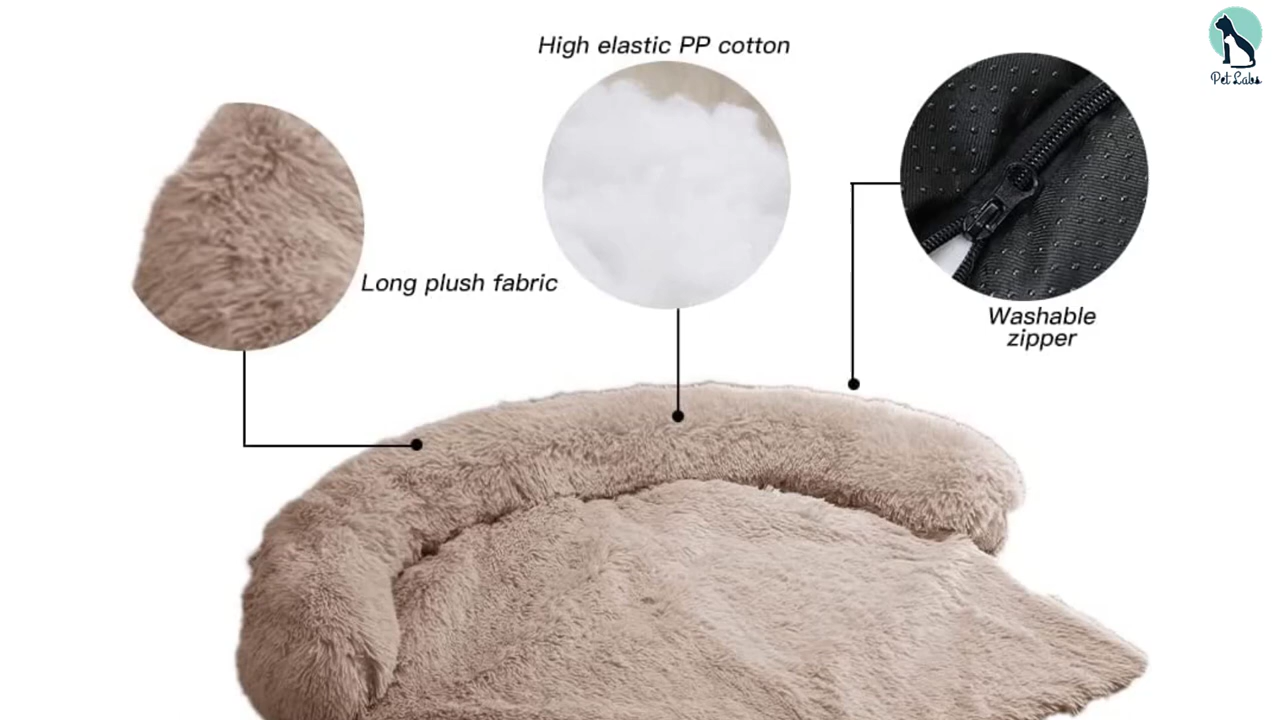 High elastic PP cotton
Pet Labs
Long plush fabric
Washable
zipper